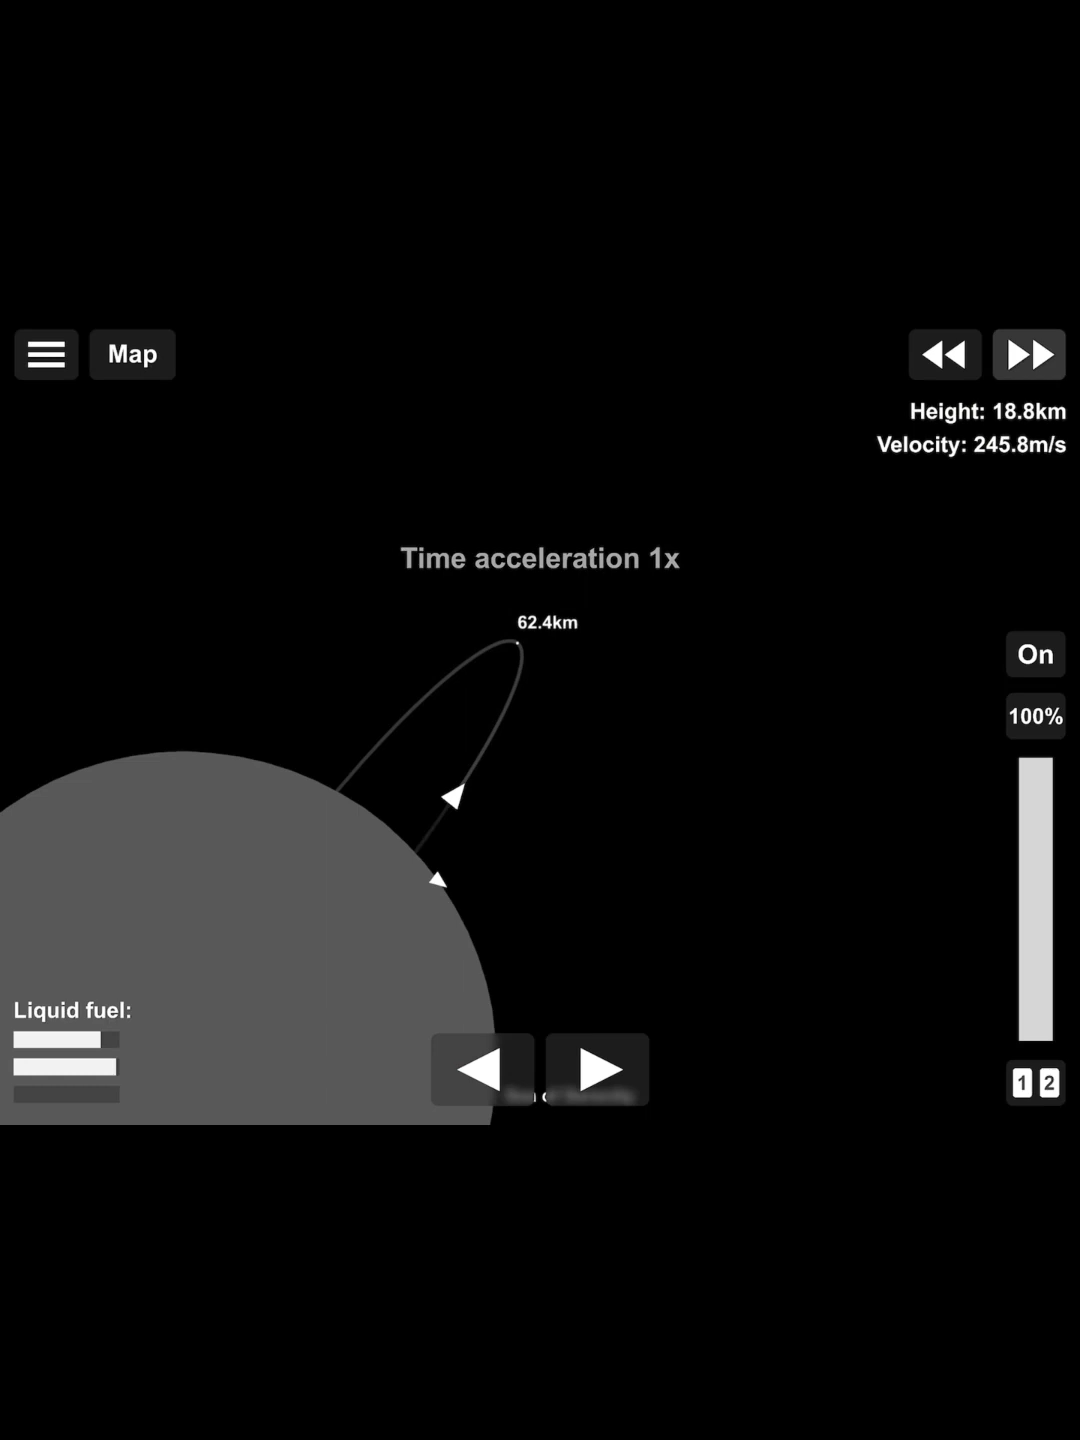 Map
Height: 18.8km
Velocity: 245.8m/s
Time acceleration 1x
62.4km
On
100%
Liquid fuel:
1 2